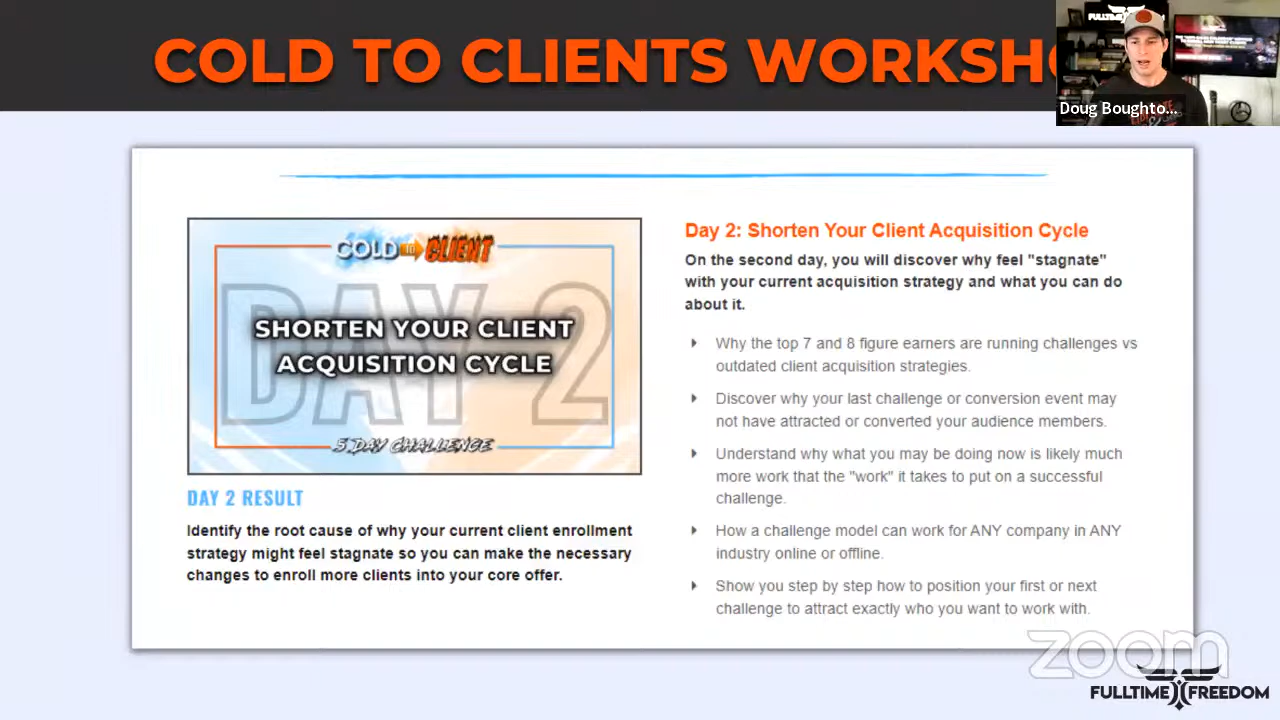 COLD TO CLIENTS WORKSHO
FULLTIME
Doug Boughto...
COLD TO CLIENT
DAY 2
SHORTEN YOUR CLIENT
ACQUISITION CYCLE
5 DAY CHALLENGE
DAY 2 RESULT
Identify the root cause of why your current client enrollment
strategy might feel stagnate so you can make the necessary
changes to enroll more clients into your core offer.
Day 2: Shorten Your Client Acquisition Cycle
On the second day, you will discover why feel "stagnate"
with your current acquisition strategy and what you can do
about it.
Why the top 7 and 8 figure earners are running challenges vs
outdated client acquisition strategies.
Discover why your last challenge or conversion event may
not have attracted or converted your audience members.
Understand why what you may be doing now is likely much
more work that the "work" it takes to put on a successful
challenge.
How a challenge model can work for ANY company in ANY
industry online or offline.
Show you step by step how to position your first or next
challenge to attract exactly who you want to work with.
zoom
FULLTIME FREEDOM